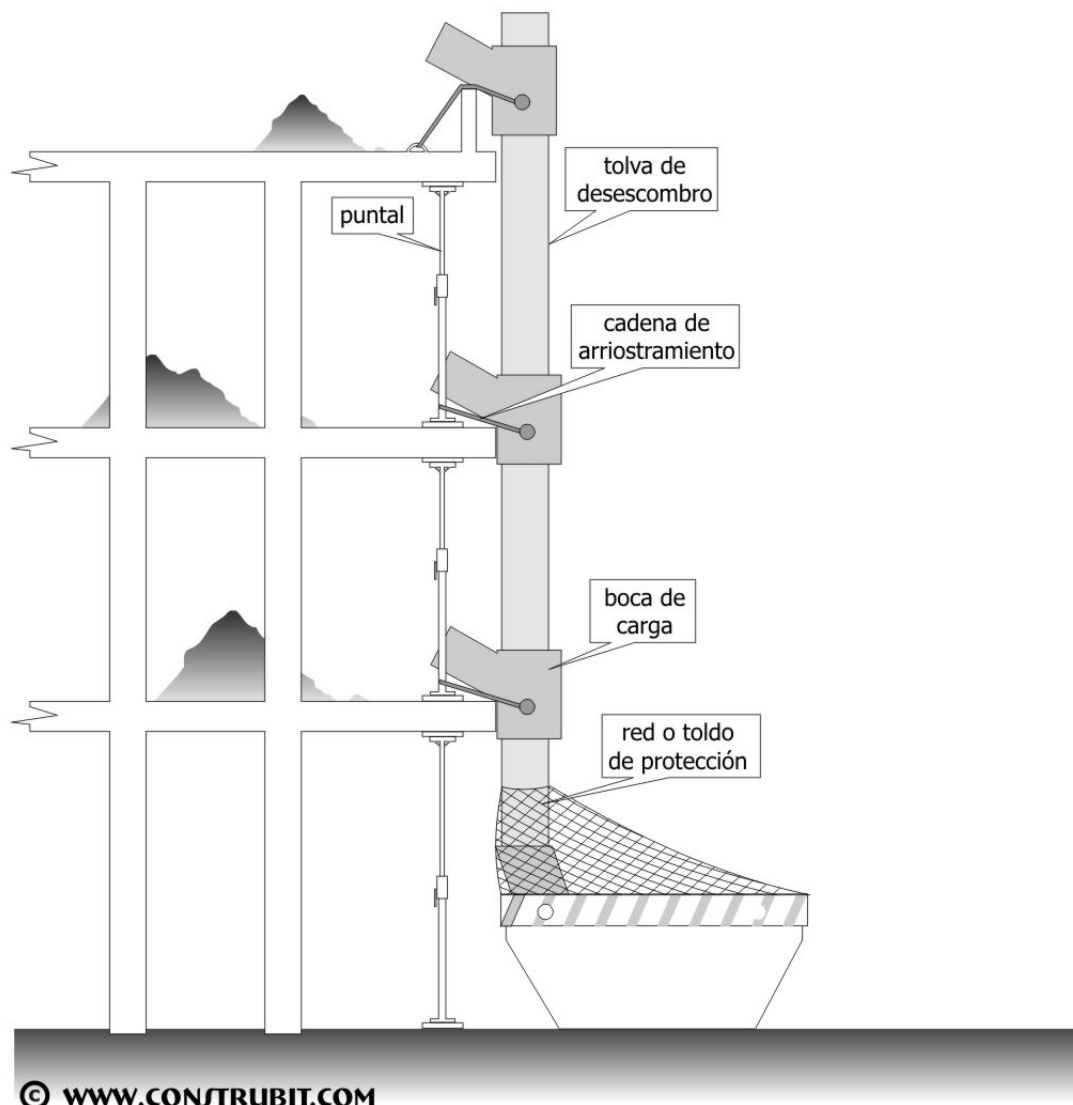 tolva de
desescombro
puntal
cadena de
arriostramiento
boca de
carga
red o toldo
de protección
© WWW.CONSTRUBIT.COM